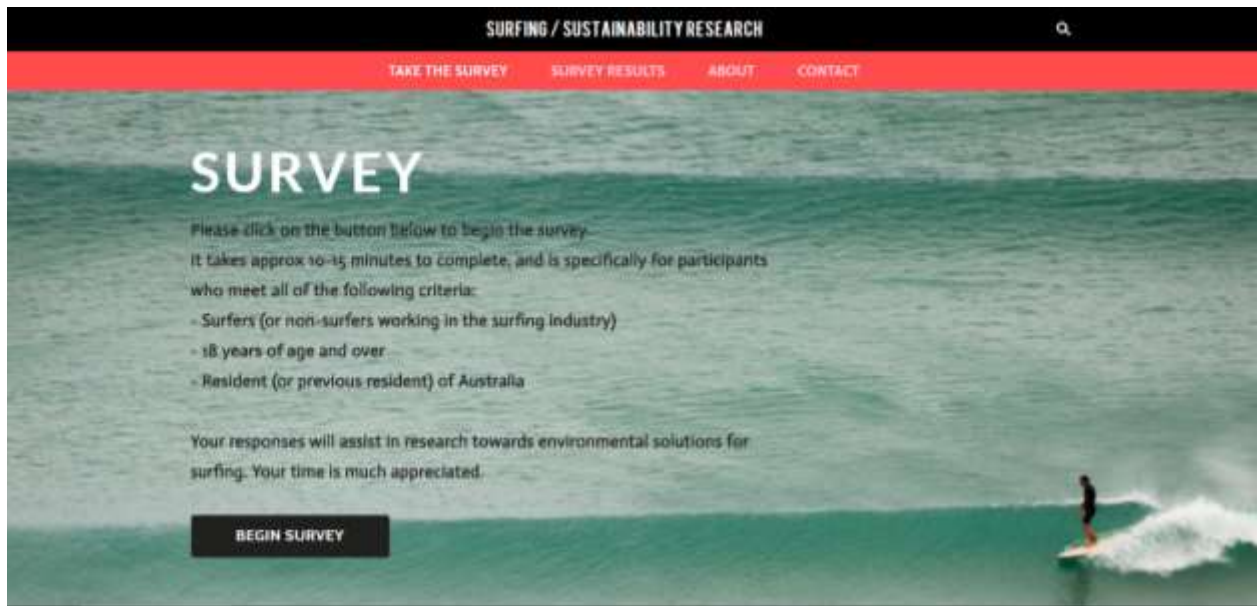 SURFING / SUSTAINABILITY RESEARCH
TAKE THE SURVEY SURVEY RESULTS ABOUT CONTACT
SURVEY
Please click on the button below to begin the survey.
It takes approx 10-15 minutes to complete, and is specifically for participants
who meet all of the following criteria:
- Surfers (or non-surfers working in the surfing industry)
- 18 years of age and over
- Resident (or previous resident) of Australia
Your responses will assist in research towards environmental solutions for
surfing. Your time is much appreciated.
BEGIN SURVEY